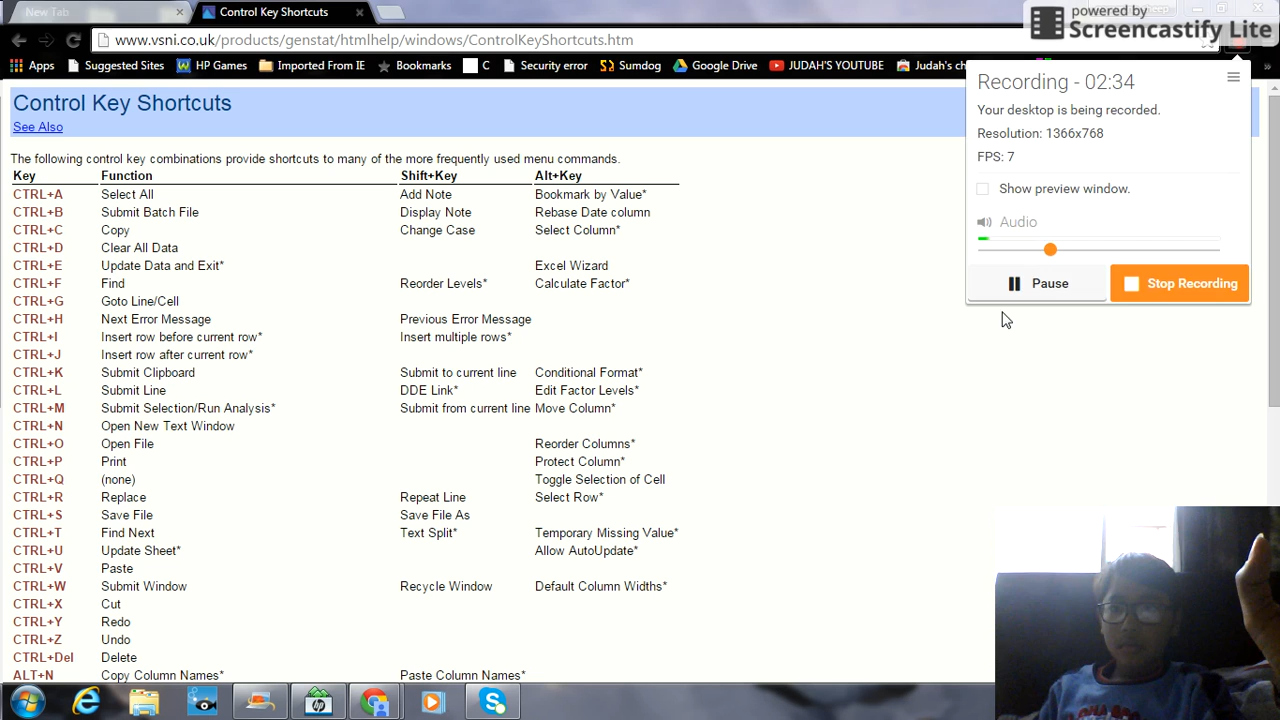 New Tab
Control Key Shortcuts
powered by
Screencastify Lite
www.vsni.co.uk/products/genstat/htmlhelp/windows/ControlKeyShortcuts.htm
Apps Suggested Sites HP Games Imported From IE Bookmarks C Security error Sumdog Google Drive JUDAH'S YOUTUBE Judah's ch
Control Key Shortcuts
See Also
The following control key combinations provide shortcuts to many of the more frequently used menu commands.
Key Function Shift+Key Alt+Key
CTRL+A Select All Add Note Bookmark by Value*
CTRL+B Submit Batch File Display Note Rebase Date column
CTRL+C Copy Change Case Select Column*
CTRL+D Clear All Data
CTRL+E Update Data and Exit* Excel Wizard
CTRL+F Find Reorder Levels* Calculate Factor*
CTRL+G Goto Line/Cell
CTRL+H Next Error Message Previous Error Message
CTRL+I Insert row before current row* Insert multiple rows*
CTRL+J Insert row after current row*
CTRL+K Submit Clipboard Submit to current line Conditional Format*
CTRL+L Submit Line DDE Link* Edit Factor Levels*
CTRL+M Submit Selection/Run Analysis* Submit from current line Move Column*
CTRL+N Open New Text Window
CTRL+O Open File Reorder Columns*
CTRL+P Print Protect Column*
CTRL+Q (none) Toggle Selection of Cell
CTRL+R Replace Repeat Line Select Row*
CTRL+S Save File Save File As
CTRL+T Find Next Text Split* Temporary Missing Value*
CTRL+U Update Sheet* Allow AutoUpdate*
CTRL+V Paste
CTRL+W Submit Window Recycle Window Default Column Widths*
CTRL+X Cut
CTRL+Y Redo
CTRL+Z Undo
CTRL+Del Delete
ALT+N Copy Column Names* Paste Column Names*
Recording - 02:34
Your desktop is being recorded.
Resolution: 1366x768
FPS: 7
Show preview window.
Audio
Pause
Stop Recording